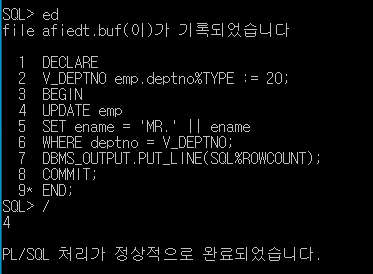 SQL> ed
file afiedt.buf(이)가 기록되었습니다
1 DECLARE
2 V_DEPTNO emp.deptno%TYPE := 20;
3 BEGIN
4 UPDATE emp
5 SET ename = 'MR.' || ename
6 WHERE deptno = V_DEPTNO;
7 DBMS_OUTPUT.PUT_LINE(SQL%ROWCOUNT);
8 COMMIT;
9* END;
SQL> /
4
PL/SQL 처리가 정상적으로 완료되었습니다.